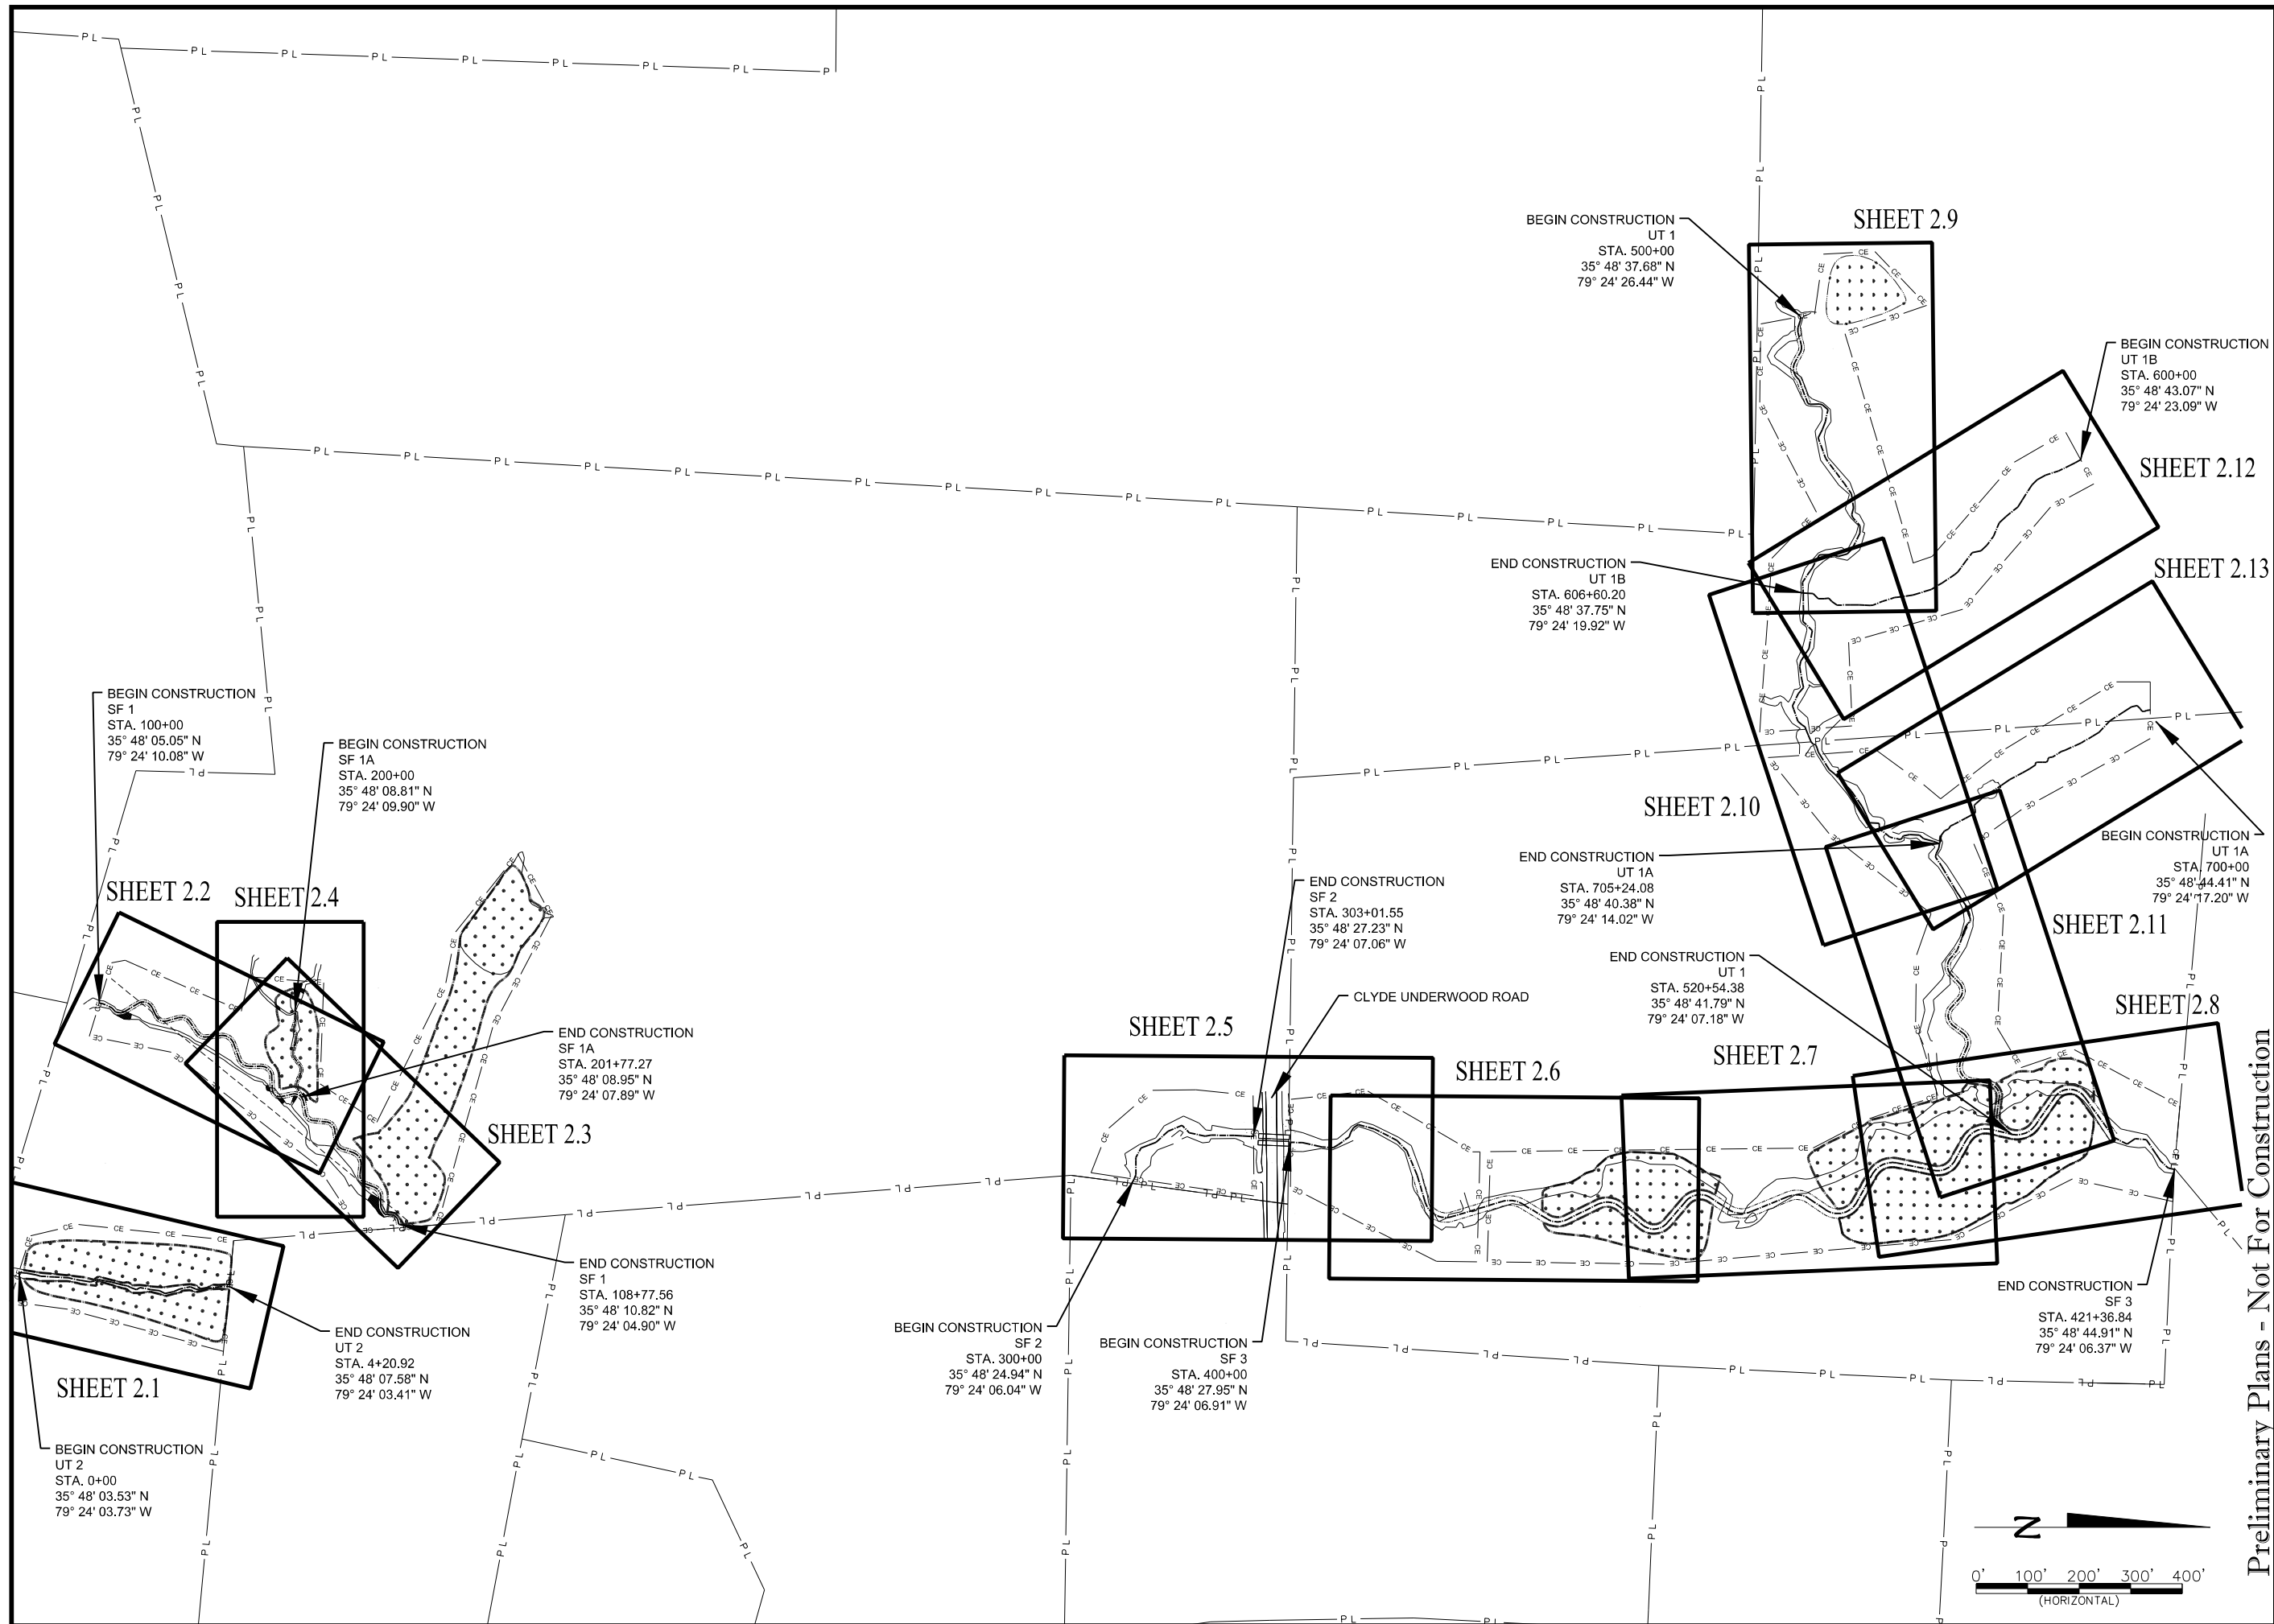 BEGIN CONSTRUCTION
UT 1
STA. 500+00
35° 48' 37.68" N
79° 24' 26.44" W
SHEET 2.9
BEGIN CONSTRUCTION
UT 1B
STA. 600+00
35° 48' 43.07" N
79° 24' 23.09" W
SHEET 2.12
END CONSTRUCTION
UT 1B
STA. 606+60.20
35° 48' 37.75" N
79° 24' 19.92" W
SHEET 2.13
BEGIN CONSTRUCTION
SF 1
STA. 100+00
35° 48' 05.05" N
79° 24' 10.08" W
BEGIN CONSTRUCTION
SF 1A
STA. 200+00
35° 48' 08.81" N
79° 24' 09.90" W
SHEET 2.10
BEGIN CONSTRUCTION
UT 1A
STA. 700+00
35° 48' 44.41" N
79° 24' 17.20" W
END CONSTRUCTION
UT 1A
STA. 705+24.08
35° 48' 40.38" N
79° 24' 14.02" W
SHEET 2.2
SHEET 2.4
END CONSTRUCTION
SF 2
STA. 303+01.55
35° 48' 27.23" N
79° 24' 07.06" W
SHEET 2.11
END CONSTRUCTION
UT 1
STA. 520+54.38
35° 48' 41.79" N
79° 24' 07.18" W
CLYDE UNDERWOOD ROAD
SHEET 2.8
SHEET 2.5
END CONSTRUCTION
SF 1A
STA. 201+77.27
35° 48' 08.95" N
79° 24' 07.89" W
SHEET 2.6
SHEET 2.7
SHEET 2.3
END CONSTRUCTION
SF 1
STA. 108+77.56
35° 48' 10.82" N
79° 24' 04.90" W
END CONSTRUCTION
SF 3
STA. 421+36.84
35° 48' 44.91" N
79° 24' 06.37" W
END CONSTRUCTION
UT 2
STA. 4+20.92
35° 48' 07.58" N
79° 24' 03.41" W
BEGIN CONSTRUCTION
SF 2
STA. 300+00
35° 48' 24.94" N
79° 24' 06.04" W
BEGIN CONSTRUCTION
SF 3
STA. 400+00
35° 48' 27.95" N
79° 24' 06.91" W
SHEET 2.1
BEGIN CONSTRUCTION
UT 2
STA. 0+00
35° 48' 03.53" N
79° 24' 03.73" W
Preliminary Plans - Not For Construction
N
0' 100' 200' 300' 400'
(HORIZONTAL)